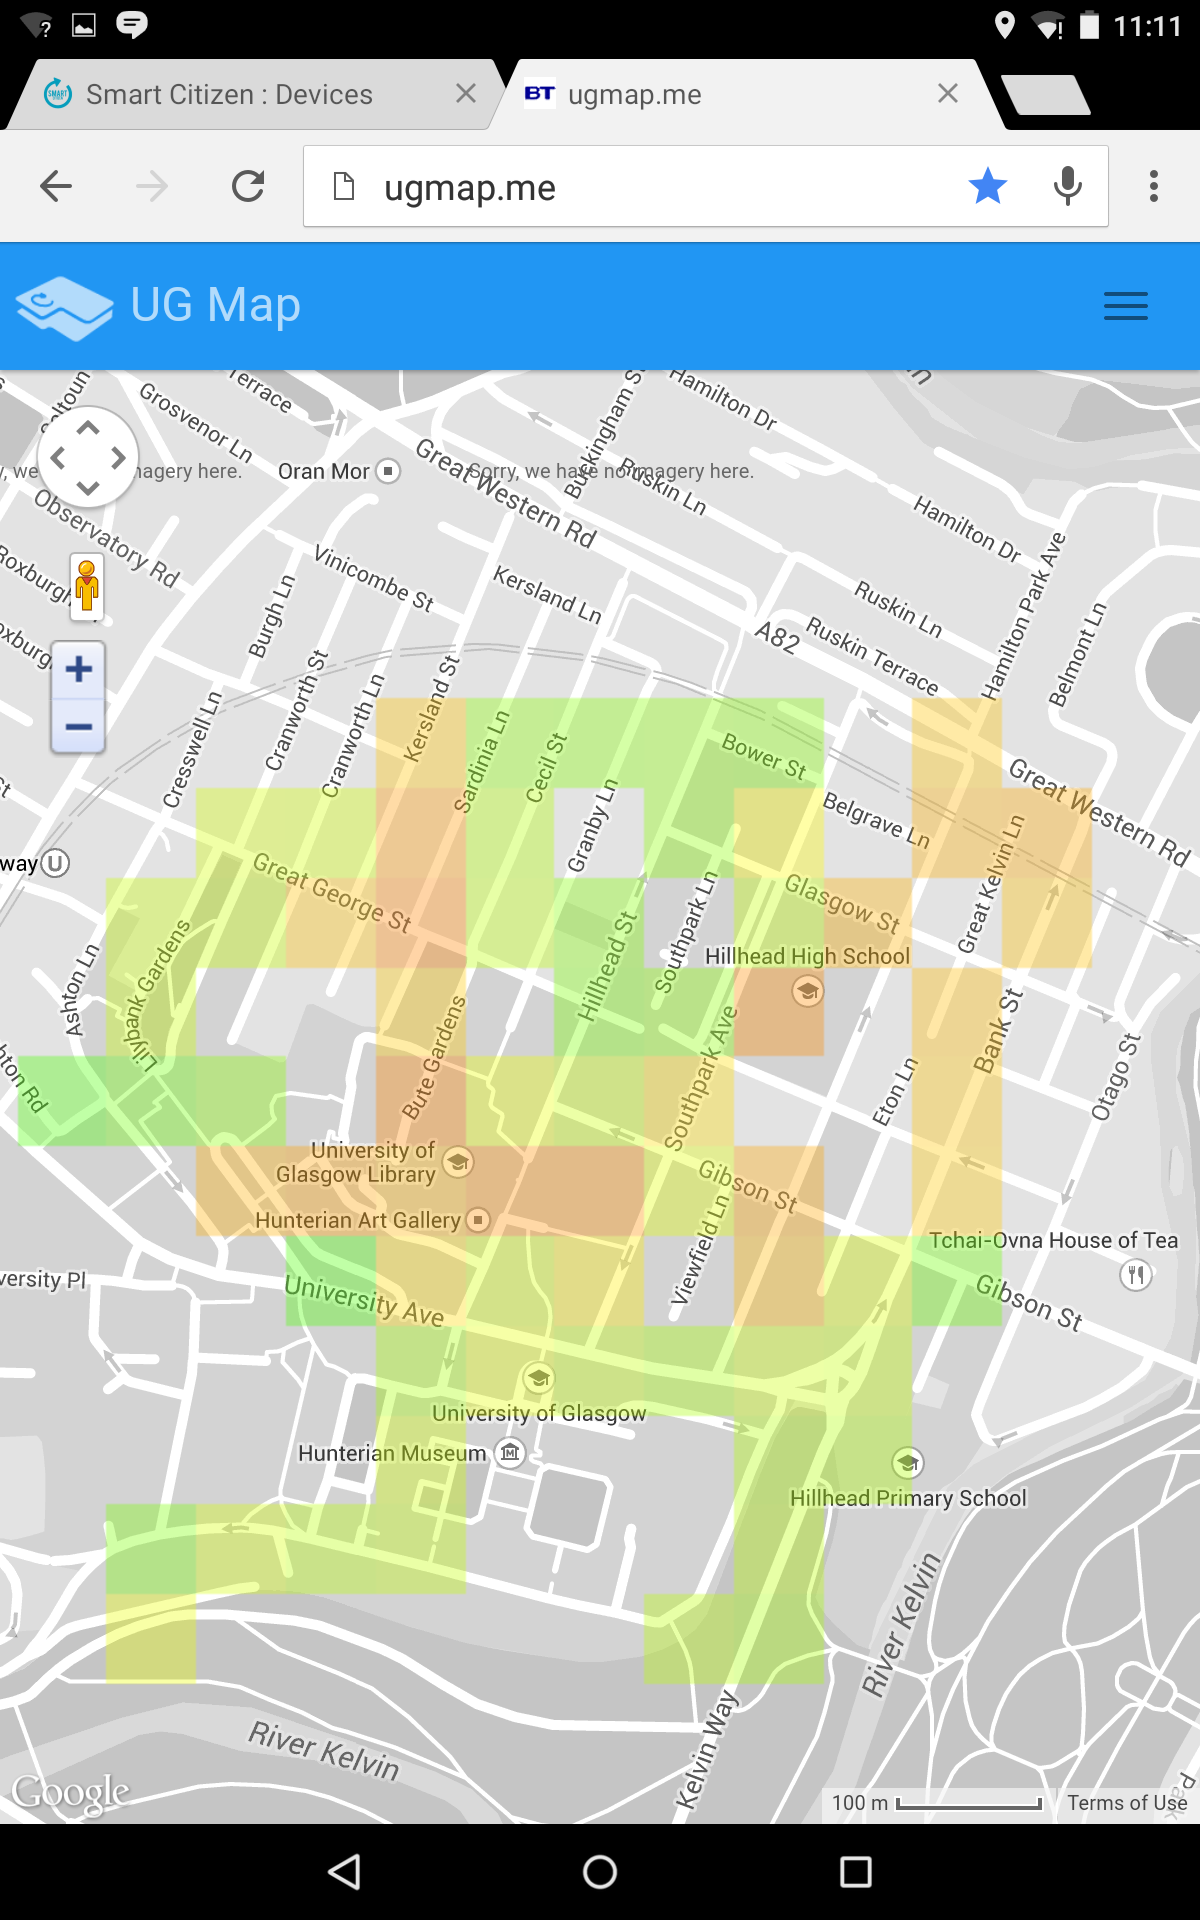 11:11
Smart Citizen : Devices
BT
ugmap.me
ugmap.me
UG Map
Terrace
Hamilton Dr
Grosvenor Ln
Buckingham S
Oran Mor
Great Western Rd
Sorry, we have no imagery here.
Ruskin Ln
Hamilton Dr
Observatory Rd
Vinicombe St
Kersland Ln
Burgh Ln
Ruskin Ln
Hamilton Park Ave
Belmont Ln
A82
Ruskin Terrace
Cresswell Ln
Cranworth St
Cranworth Ln
Kersland St
Sardinia Ln
Cecil St
Bower St
Great Western Rd
Granby Ln
Belgrave Ln
way
U
Great George St
Great Kelvin Ln
Southpark Ln
Glasgow St
Hillhead High School
Ashton Ln
Lilybank Gardens
Hillhead St
Bute Gardens
Southpark Ave
Bank St
Eton Ln
Otago St
hton Rd
University of
Glasgow Library
Gibson St
Hunterian Art Gallery
Viewfield Ln
Tchai-Ovna House of Tea
versity Pl
University Ave
Gibson St
University of Glasgow
Hunterian Museum
Hillhead Primary School
River Kelvin
River Kelvin
Kelvin Way
Google
100 m
Terms of Use